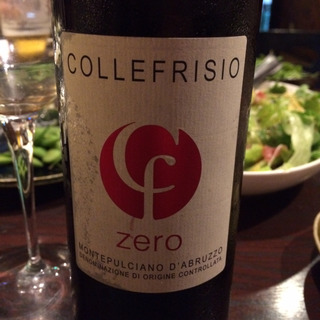 COLLEFRISIO
cf
zero
MONTEPULCIANO D'ABRUZZO
DENOMINAZIONE DI ORIGINE CONTROLLATA